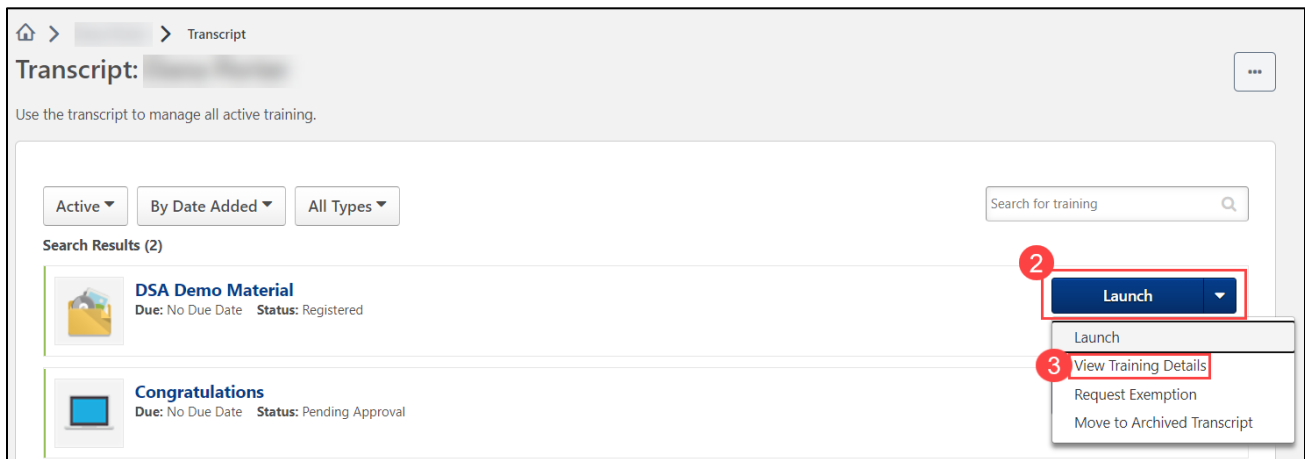 Transcript
Transcript:
...
Use the transcript to manage all active training.
Active By Date Added All Types
Search for training
Search Results (2)
2
DSA Demo Material
Due: No Due Date Status: Registered
Launch
Launch
3 View Training Details
Request Exemption
Move to Archived Transcript
Congratulations
Due: No Due Date Status: Pending Approval